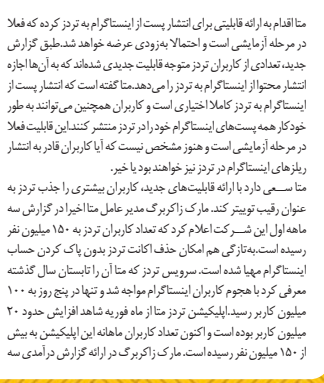 متا اقدام به ارائه قابلیتی برای انتشار پست از اینستاگرام به تردز کرده که فعلا
در مرحله آزمایشی است و احتمالا به‌زودی عرضه خواهد شد.طبق گزارش
جدید، تعدادی از کاربران تردز متوجه قابلیت جدیدی شده‌اند که به آن‌ها اجازه
انتشار محتوا از اینستاگرام به تردز را می‌دهد.متا گفته است که انتشار پست از
اینستاگرام به تردز کاملا اختیاری است و کاربران همچنین می‌توانند به طور
خودکار همه پست‌های اینستاگرام خود را در تردز منتشر کنند.این قابلیت فعلا
در مرحله آزمایشی است و هنوز مشخص نیست که آیا کاربران قادر به انتشار
ریلزهای اینستاگرام در تردز نیز خواهند بود یا خیر.
متا ســعی دارد با ارائه قابلیت‌های جدید، کاربران بیشتری را جذب تردز به
عنوان رقیب توییتر کند. مارک زاکربرگ مدیر عامل متا اخیرا در گزارش سه
ماهه اول این شــرکت اعلام کرد که تعداد کاربران تردز به ۱۵۰ میلیون نفر
رسیده است.به‌تازگی هم امکان حذف اکانت تردز بدون پاک کردن حساب
اینستاگرام مهیا شده است. سرویس تردز که متا آن را تابستان سال گذشته
معرفی کرد با هجوم کاربران اینستاگرام مواجه شد و تنها در پنج روز به ۱۰۰
میلیون کاربر رسید.اپلیکیشن تردز متا از ماه فوریه شاهد افزایش حدود ۲۰
میلیون کاربر بوده است و اکنون تعداد کاربران ماهانه این اپلیکیشن به بیش
از ۱۵۰ میلیون نفر رسیده است. مارک زاکربرگ در ارائه گزارش درآمدی سه